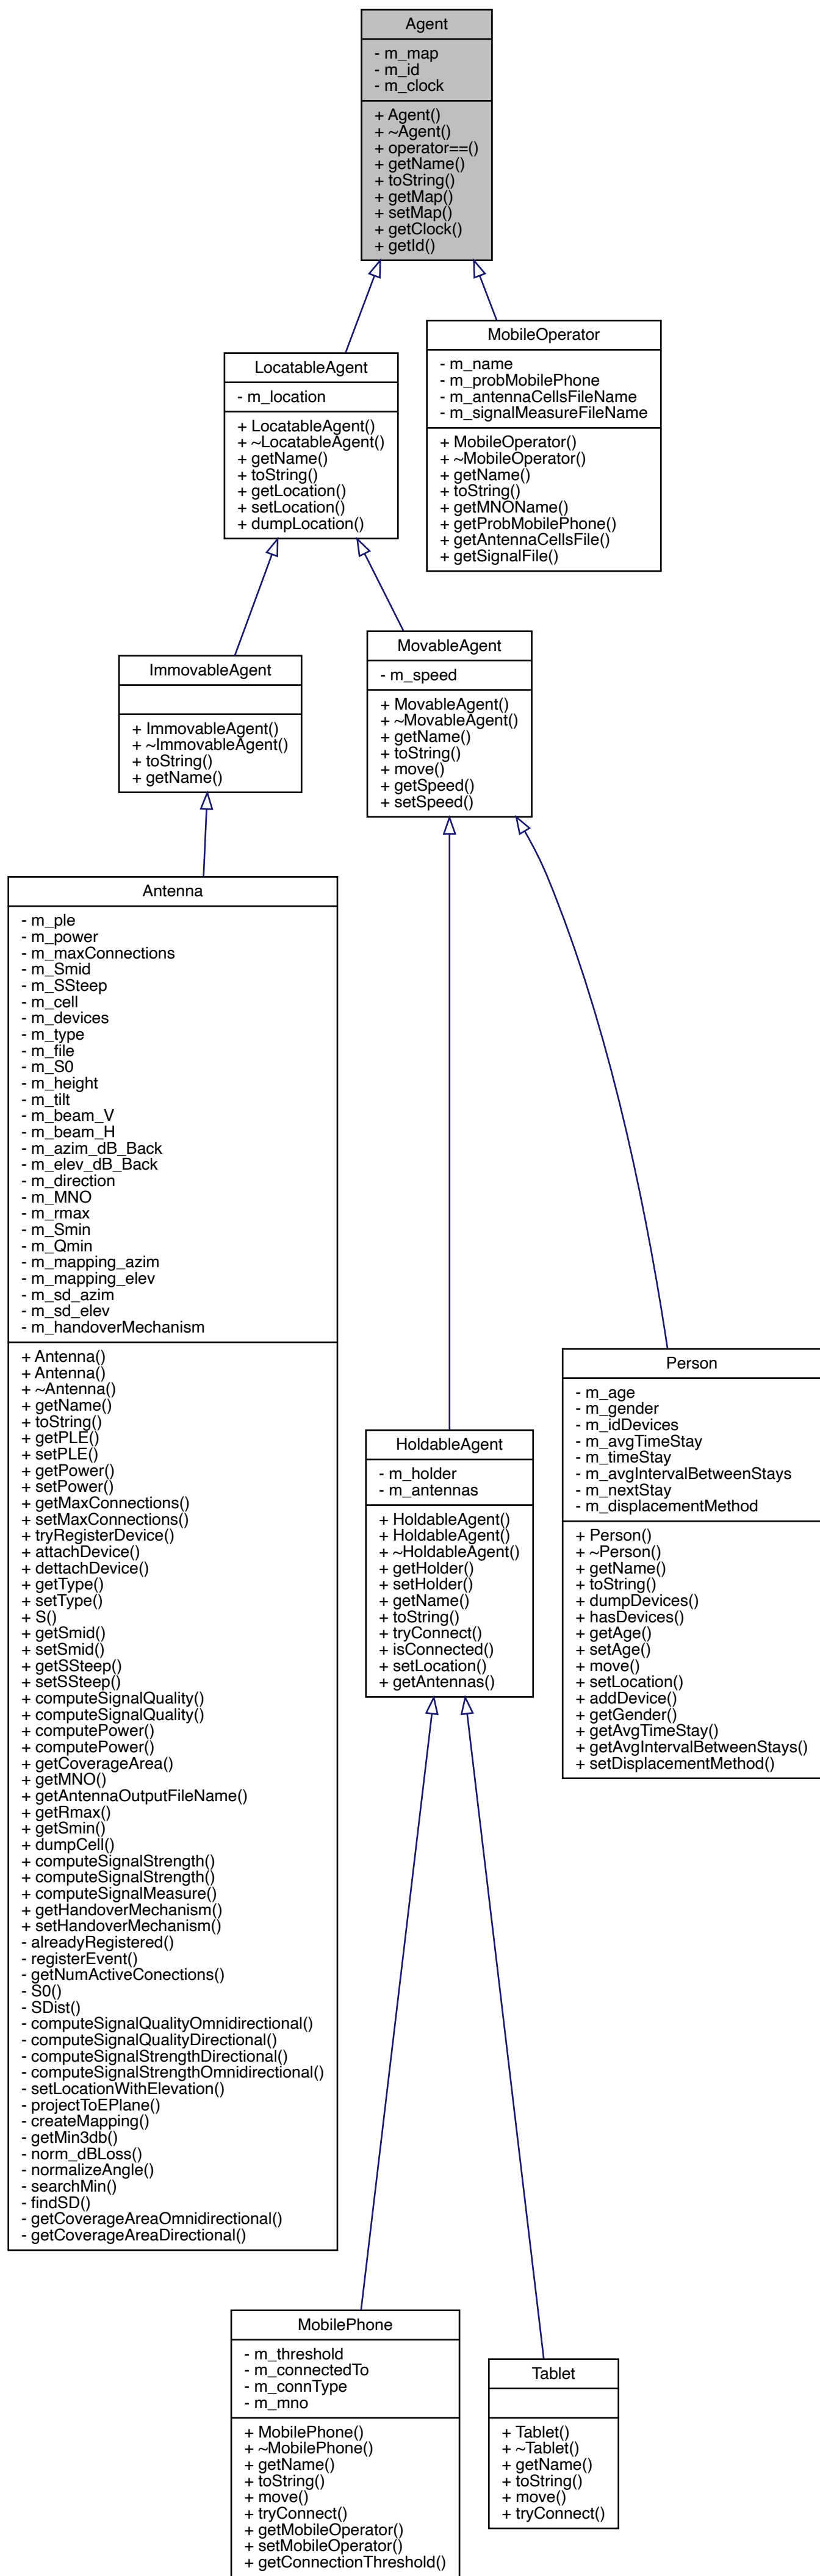 Agent
- m_map
- m_id
- m_clock
+ Agent()
+ ~Agent()
+ operator==()
+ getName()
+ toString()
+ getMap()
+ setMap()
+ getClock()
+ getId()
LocatableAgent
- m_location
+ LocatableAgent()
+ ~LocatableAgent()
+ getName()
+ toString()
+ getLocation()
+ setLocation()
+ dumpLocation()
MobileOperator
- m_name
- m_probMobilePhone
- m_antennaCellsFileName
- m_signalMeasureFileName
+ MobileOperator()
+ ~MobileOperator()
+ getName()
+ toString()
+ getMNOName()
+ getProbMobilePhone()
+ getAntennaCellsFile()
+ getSignalFile()
ImmovableAgent
+ ImmovableAgent()
+ ~ImmovableAgent()
+ toString()
+ getName()
MovableAgent
- m_speed
+ MovableAgent()
+ ~MovableAgent()
+ getName()
+ toString()
+ move()
+ getSpeed()
+ setSpeed()
Antenna
- m_ple
- m_power
- m_maxConnections
- m_Smid
- m_SSteep
- m_cell
- m_devices
- m_type
- m_file
- m_S0
- m_height
- m_tilt
- m_beam_V
- m_beam_H
- m_azim_dB_Back
- m_elev_dB_Back
- m_direction
- m_MNO
- m_rmax
- m_Smin
- m_Qmin
- m_mapping_azim
- m_mapping_elev
- m_sd_azim
- m_sd_elev
- m_handoverMechanism
+ Antenna()
+ Antenna()
+ ~Antenna()
+ getName()
+ toString()
+ getPLE()
+ setPLE()
+ getPower()
+ setPower()
+ getMaxConnections()
+ setMaxConnections()
+ tryRegisterDevice()
+ attachDevice()
+ dettachDevice()
+ getType()
+ setType()
+ S()
+ getSmid()
+ setSmid()
+ getSSteep()
+ setSSteep()
+ computeSignalQuality()
+ computeSignalQuality()
+ computePower()
+ computePower()
+ getCoverageArea()
+ getMNO()
+ getAntennaOutputFileName()
+ getRmax()
+ getSmin()
+ dumpCell()
+ computeSignalStrength()
+ computeSignalStrength()
+ computeSignalMeasure()
+ getHandoverMechanism()
+ setHandoverMechanism()
- alreadyRegistered()
- registerEvent()
- getNumActiveConections()
- S0()
- SDist()
- computeSignalQualityOmnidirectional()
- computeSignalQualityDirectional()
- computeSignalStrengthDirectional()
- computeSignalStrengthOmnidirectional()
- setLocationWithElevation()
- projectToEPlane()
- createMapping()
- getMin3db()
- norm_dBLoss()
- normalizeAngle()
- searchMin()
- findSD()
- getCoverageAreaOmnidirectional()
- getCoverageAreaDirectional()
Person
- m_age
- m_gender
- m_idDevices
- m_avgTimeStay
- m_timeStay
- m_avgIntervalBetweenStays
- m_nextStay
- m_displacementMethod
+ Person()
+ ~Person()
+ getName()
+ toString()
+ dumpDevices()
+ hasDevices()
+ getAge()
+ setAge()
+ move()
+ setLocation()
+ addDevice()
+ getGender()
+ getAvgTimeStay()
+ getAvgIntervalBetweenStays()
+ setDisplacementMethod()
HoldableAgent
- m_holder
- m_antennas
+ HoldableAgent()
+ HoldableAgent()
+ ~HoldableAgent()
+ getHolder()
+ setHolder()
+ getName()
+ toString()
+ tryConnect()
+ isConnected()
+ setLocation()
+ getAntennas()
MobilePhone
- m_threshold
- m_connectedTo
- m_connType
- m_mno
+ MobilePhone()
+ ~MobilePhone()
+ getName()
+ toString()
+ move()
+ tryConnect()
+ getMobileOperator()
+ setMobileOperator()
+ getConnectionThreshold()
Tablet
+ Tablet()
+ ~Tablet()
+ getName()
+ toString()
+ move()
+ tryConnect()